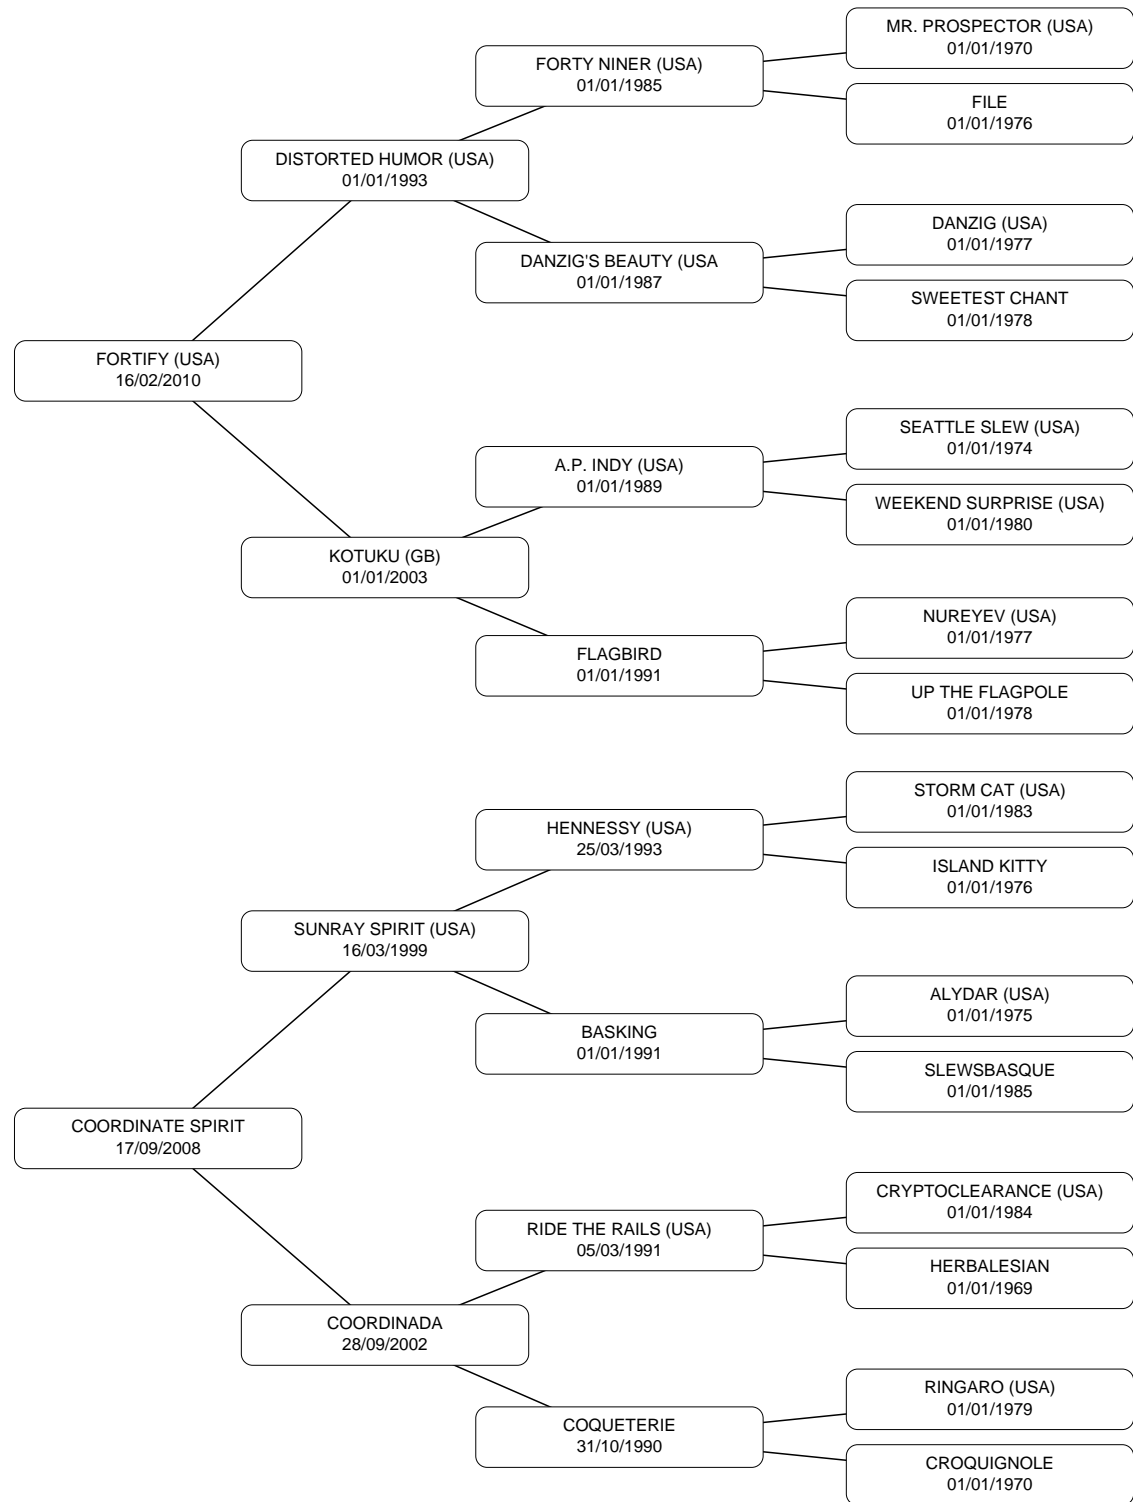 MR. PROSPECTOR (USA)
01/01/1970
FORTY NINER (USA)
01/01/1985
FILE
01/01/1976
DISTORTED HUMOR (USA)
01/01/1993
DANZIG (USA)
01/01/1977
DANZIG'S BEAUTY (USA
01/01/1987
SWEETEST CHANT
01/01/1978
FORTIFY (USA)
16/02/2010
SEATTLE SLEW (USA)
01/01/1974
A.P. INDY (USA)
01/01/1989
WEEKEND SURPRISE (USA)
01/01/1980
KOTUKU (GB)
01/01/2003
NUREYEV (USA)
01/01/1977
FLAGBIRD
01/01/1991
UP THE FLAGPOLE
01/01/1978
STORM CAT (USA)
01/01/1983
HENNESSY (USA)
25/03/1993
ISLAND KITTY
01/01/1976
SUNRAY SPIRIT (USA)
16/03/1999
ALYDAR (USA)
01/01/1975
BASKING
01/01/1991
SLEWSBASQUE
01/01/1985
COORDINATE SPIRIT
17/09/2008
CRYPTOCLEARANCE (USA)
01/01/1984
RIDE THE RAILS (USA)
05/03/1991
HERBALESIAN
01/01/1969
COORDINADA
28/09/2002
RINGARO (USA)
01/01/1979
COQUETERIE
31/10/1990
CROQUIGNOLE
01/01/1970